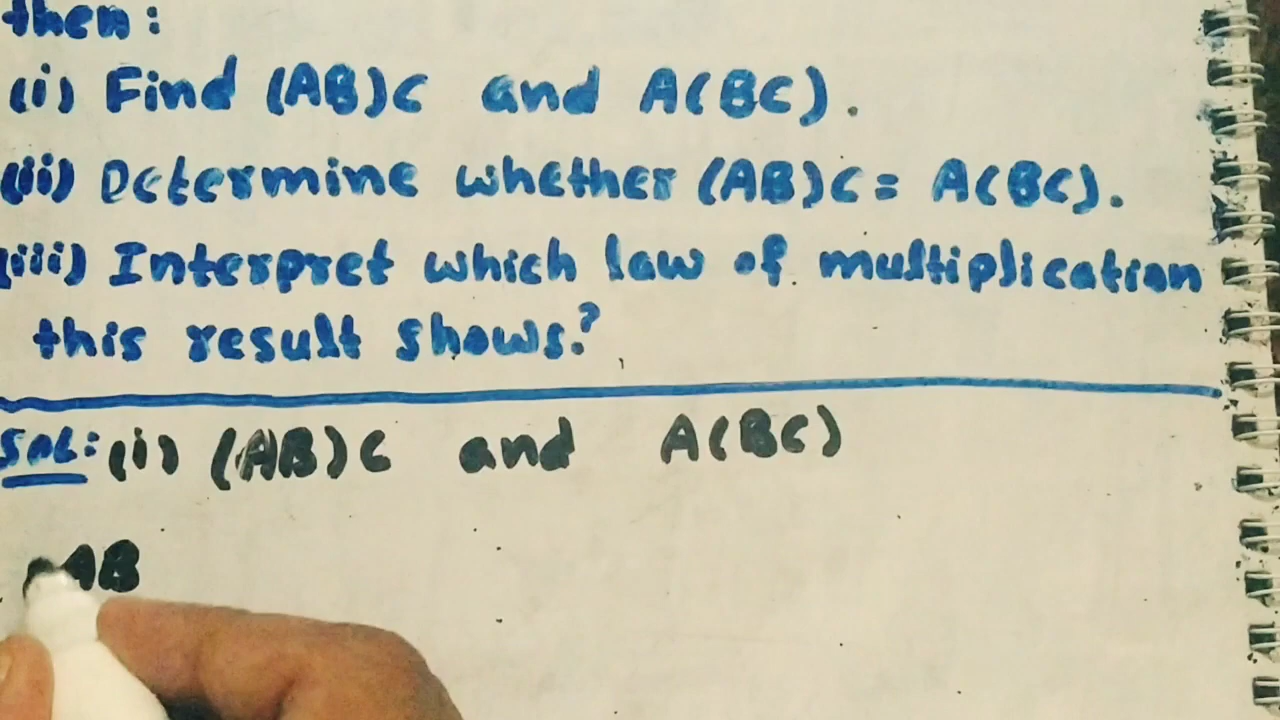 then:
(i) Find (AB)C and A(BC).
(ii) Determine whether (AB)C = A(BC).
(iii) Interpret which law of multiplication
this result shows?
Sol: (i) (AB)C and A(BC)
(AB